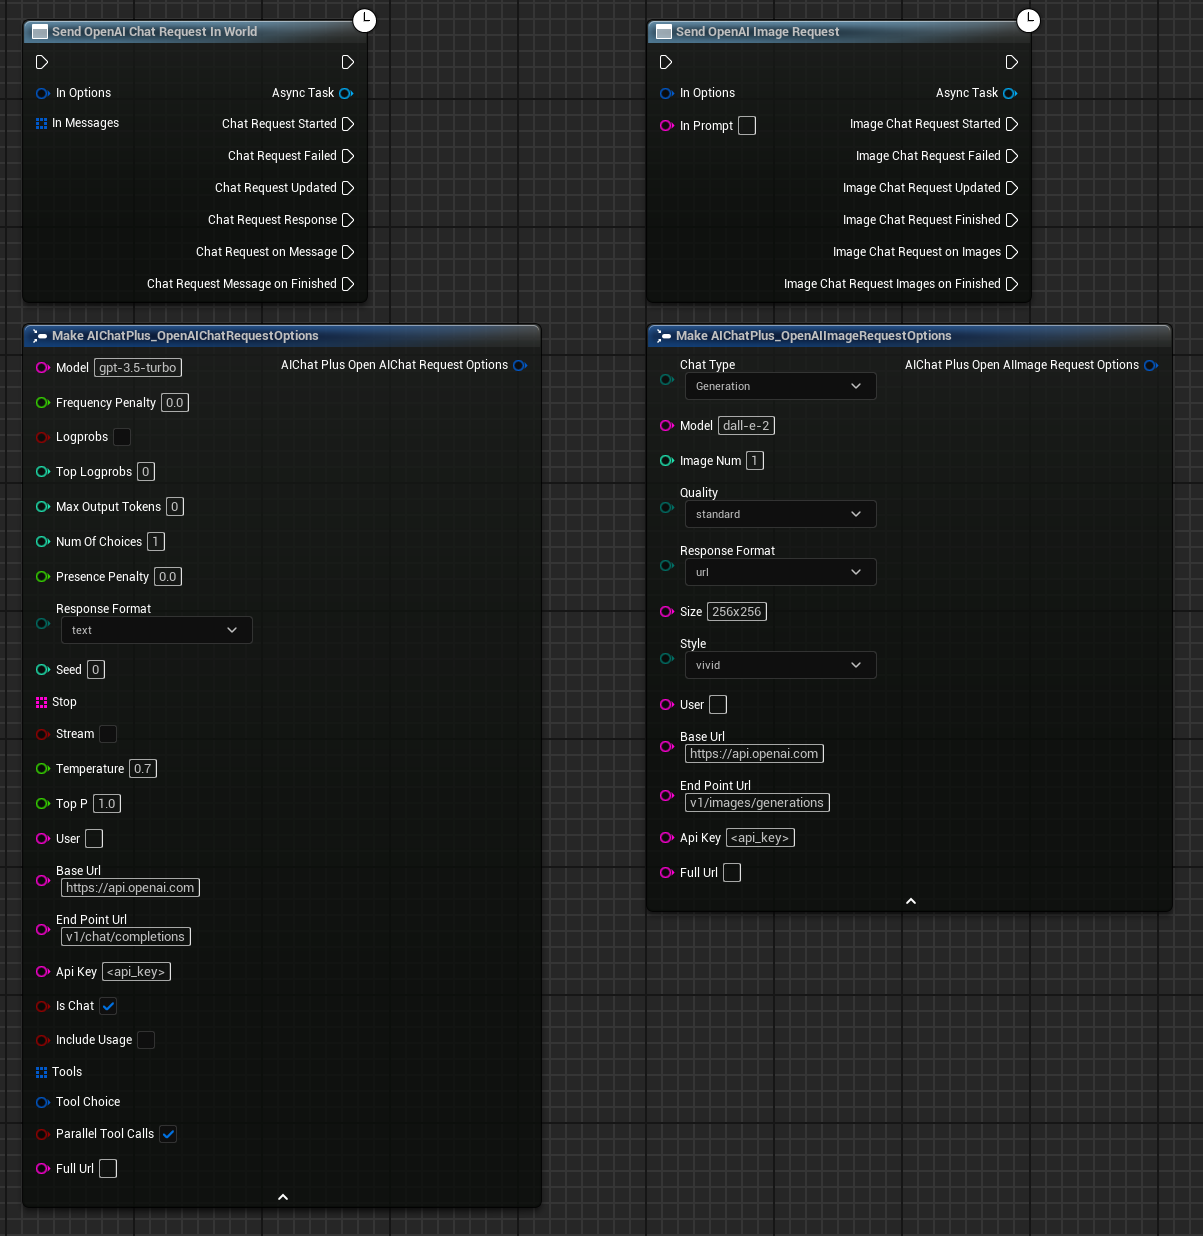 Send OpenAI Chat Request In World
In Options
Async Task
In Messages
Chat Request Started
Chat Request Failed
Chat Request Updated
Chat Request Response
Chat Request on Message
Chat Request Message on Finished
Send OpenAI Image Request
In Options
Async Task
In Prompt
Image Chat Request Started
Image Chat Request Failed
Image Chat Request Updated
Image Chat Request Finished
Image Chat Request on Images
Image Chat Request Images on Finished
Make AIChatPlus_OpenAIChatRequestOptions
Model gpt-3.5-turbo
AIChat Plus Open AIChat Request Options
Frequency Penalty 0.0
Logprobs
Top Logprobs 0
Max Output Tokens 0
Num Of Choices 1
Presence Penalty 0.0
Response Format
text
Seed 0
Stop
Stream
Temperature 0.7
Top P 1.0
User
Base Url
https://api.openai.com
End Point Url
v1/chat/completions
Api Key <api_key>
Is Chat
Include Usage
Tools
Tool Choice
Parallel Tool Calls
Full Url
Make AIChatPlus_OpenAIImageRequestOptions
Chat Type
AIChat Plus Open AIImage Request Options
Generation
Model dall-e-2
Image Num 1
Quality
standard
Response Format
url
Size 256x256
Style
vivid
User
Base Url
https://api.openai.com
End Point Url
v1/images/generations
Api Key <api_key>
Full Url